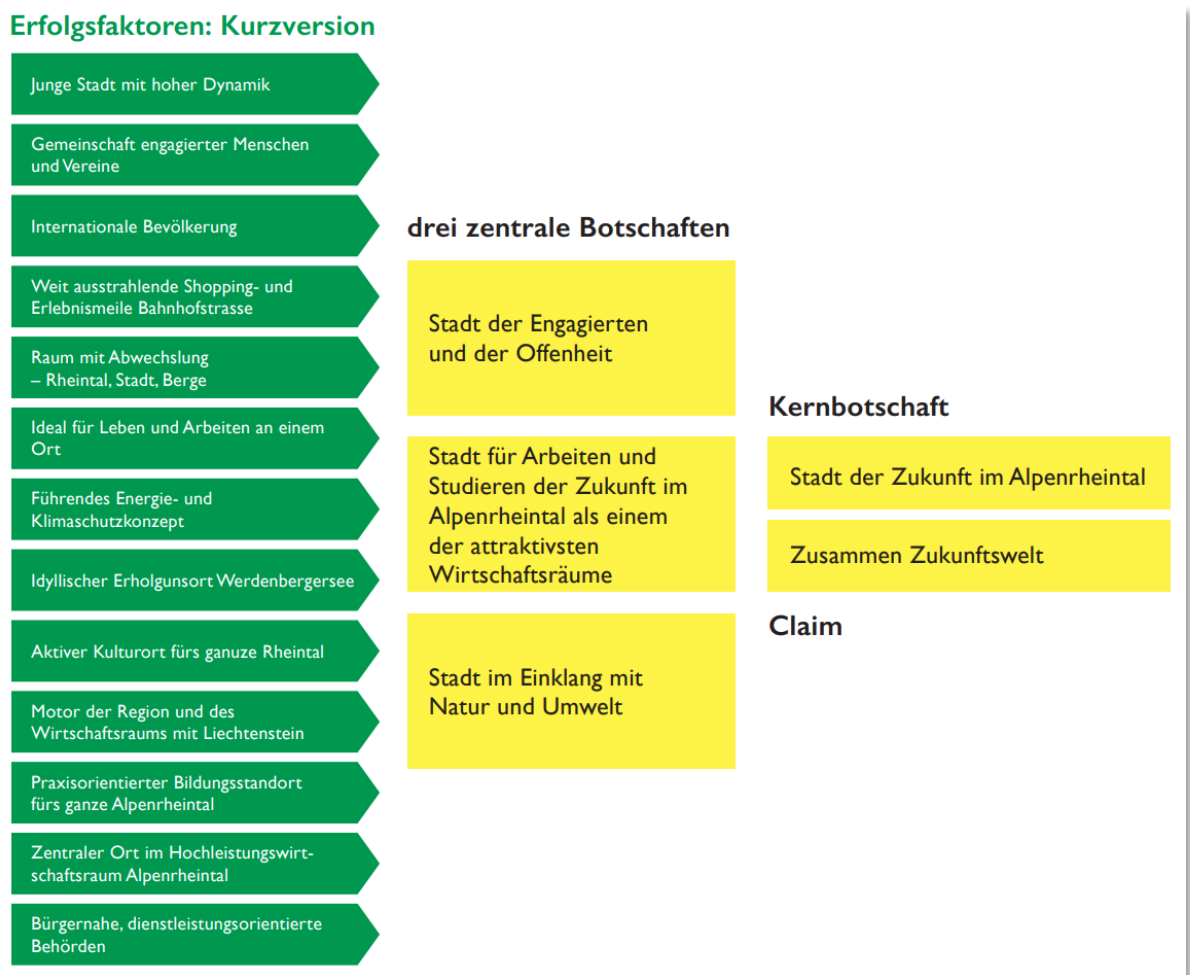 Erfolgsfaktoren: Kurzversion
Junge Stadt mit hoher Dynamik
Gemeinschaft engagierter Menschen
und Vereine
Internationale Bevölkerung
Weit ausstrahlende Shopping- und
Erlebnismeile Bahnhofstrasse
Raum mit Abwechslung
– Rheintal, Stadt, Berge
Ideal für Leben und Arbeiten an einem
Ort
Führendes Energie- und
Klimaschutzkonzept
Idyllischer Erholgunsort Werdenbergersee
Aktiver Kulturort fürs ganuze Rheintal
Motor der Region und des
Wirtschaftsraums mit Liechtenstein
Praxisorientierter Bildungsstandort
fürs ganze Alpenrheintal
Zentraler Ort im Hochleistungswirt-
schaftsraum Alpenrheintal
Bürgernahe, dienstleistungsorientierte
Behörden
drei zentrale Botschaften
Stadt der Engagierten
und der Offenheit
Stadt für Arbeiten und
Studieren der Zukunft im
Alpenrheintal als einem
der attraktivsten
Wirtschaftsräume
Stadt im Einklang mit
Natur und Umwelt
Kernbotschaft
Stadt der Zukunft im Alpenrheintal
Zusammen Zukunftswelt
Claim